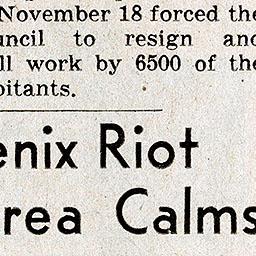 November 18 forced the
uncil to resign and
ll work by 6500 of the
bitants.
enix Riot
rea Calms